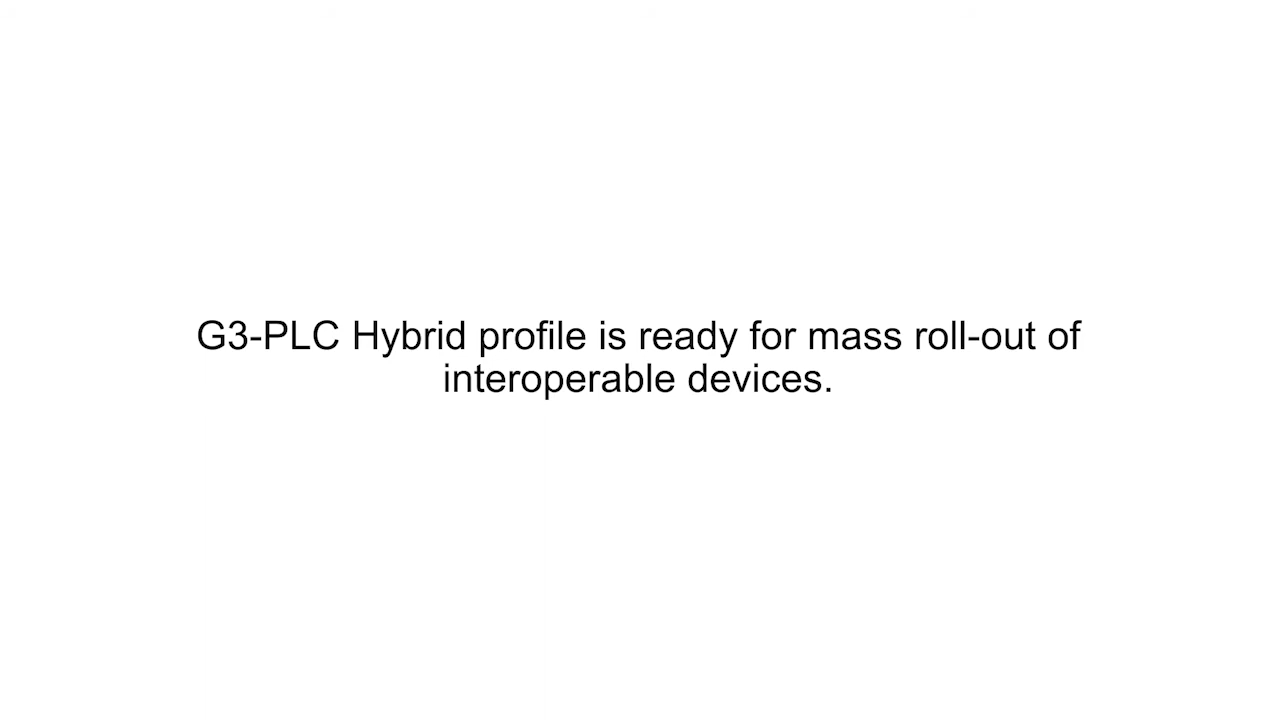 G3-PLC Hybrid profile is ready for mass roll-out of
interoperable devices.